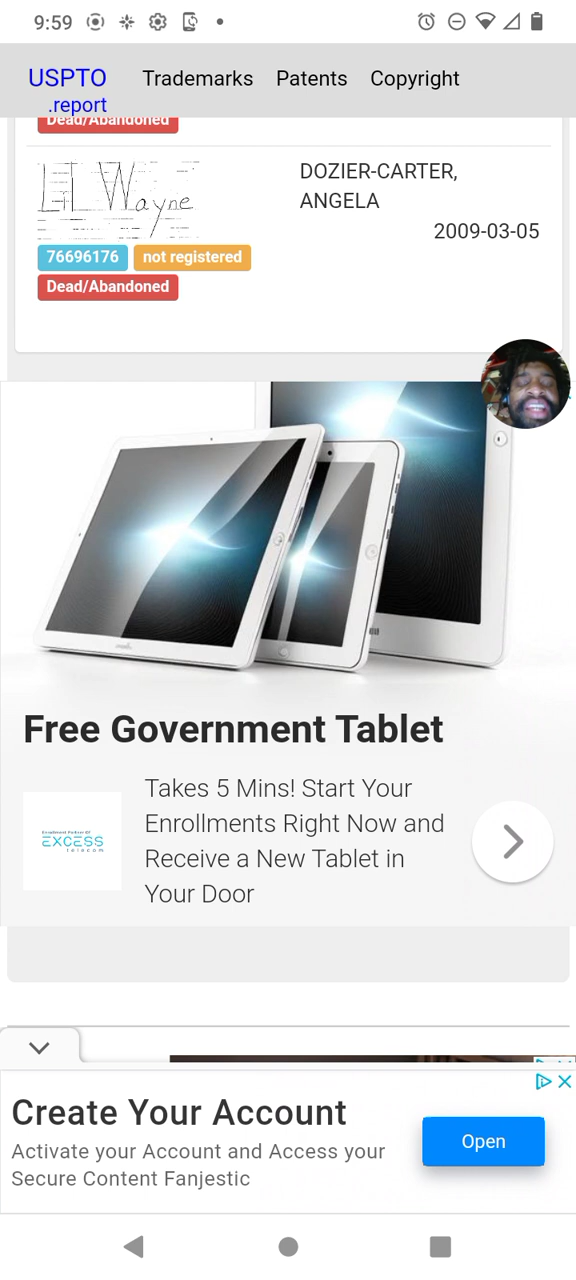 9:59
USPTO
.report
Trademarks Patents Copyright
Dead/Abandoned
Lil Wayne
DOZIER-CARTER,
ANGELA
2009-03-05
76696176 not registered
Dead/Abandoned
Free Government Tablet
EXCESS
telecom
Takes 5 Mins! Start Your
Enrollments Right Now and
Receive a New Tablet in
Your Door
Create Your Account
Activate your Account and Access your
Secure Content Fanjestic
Open